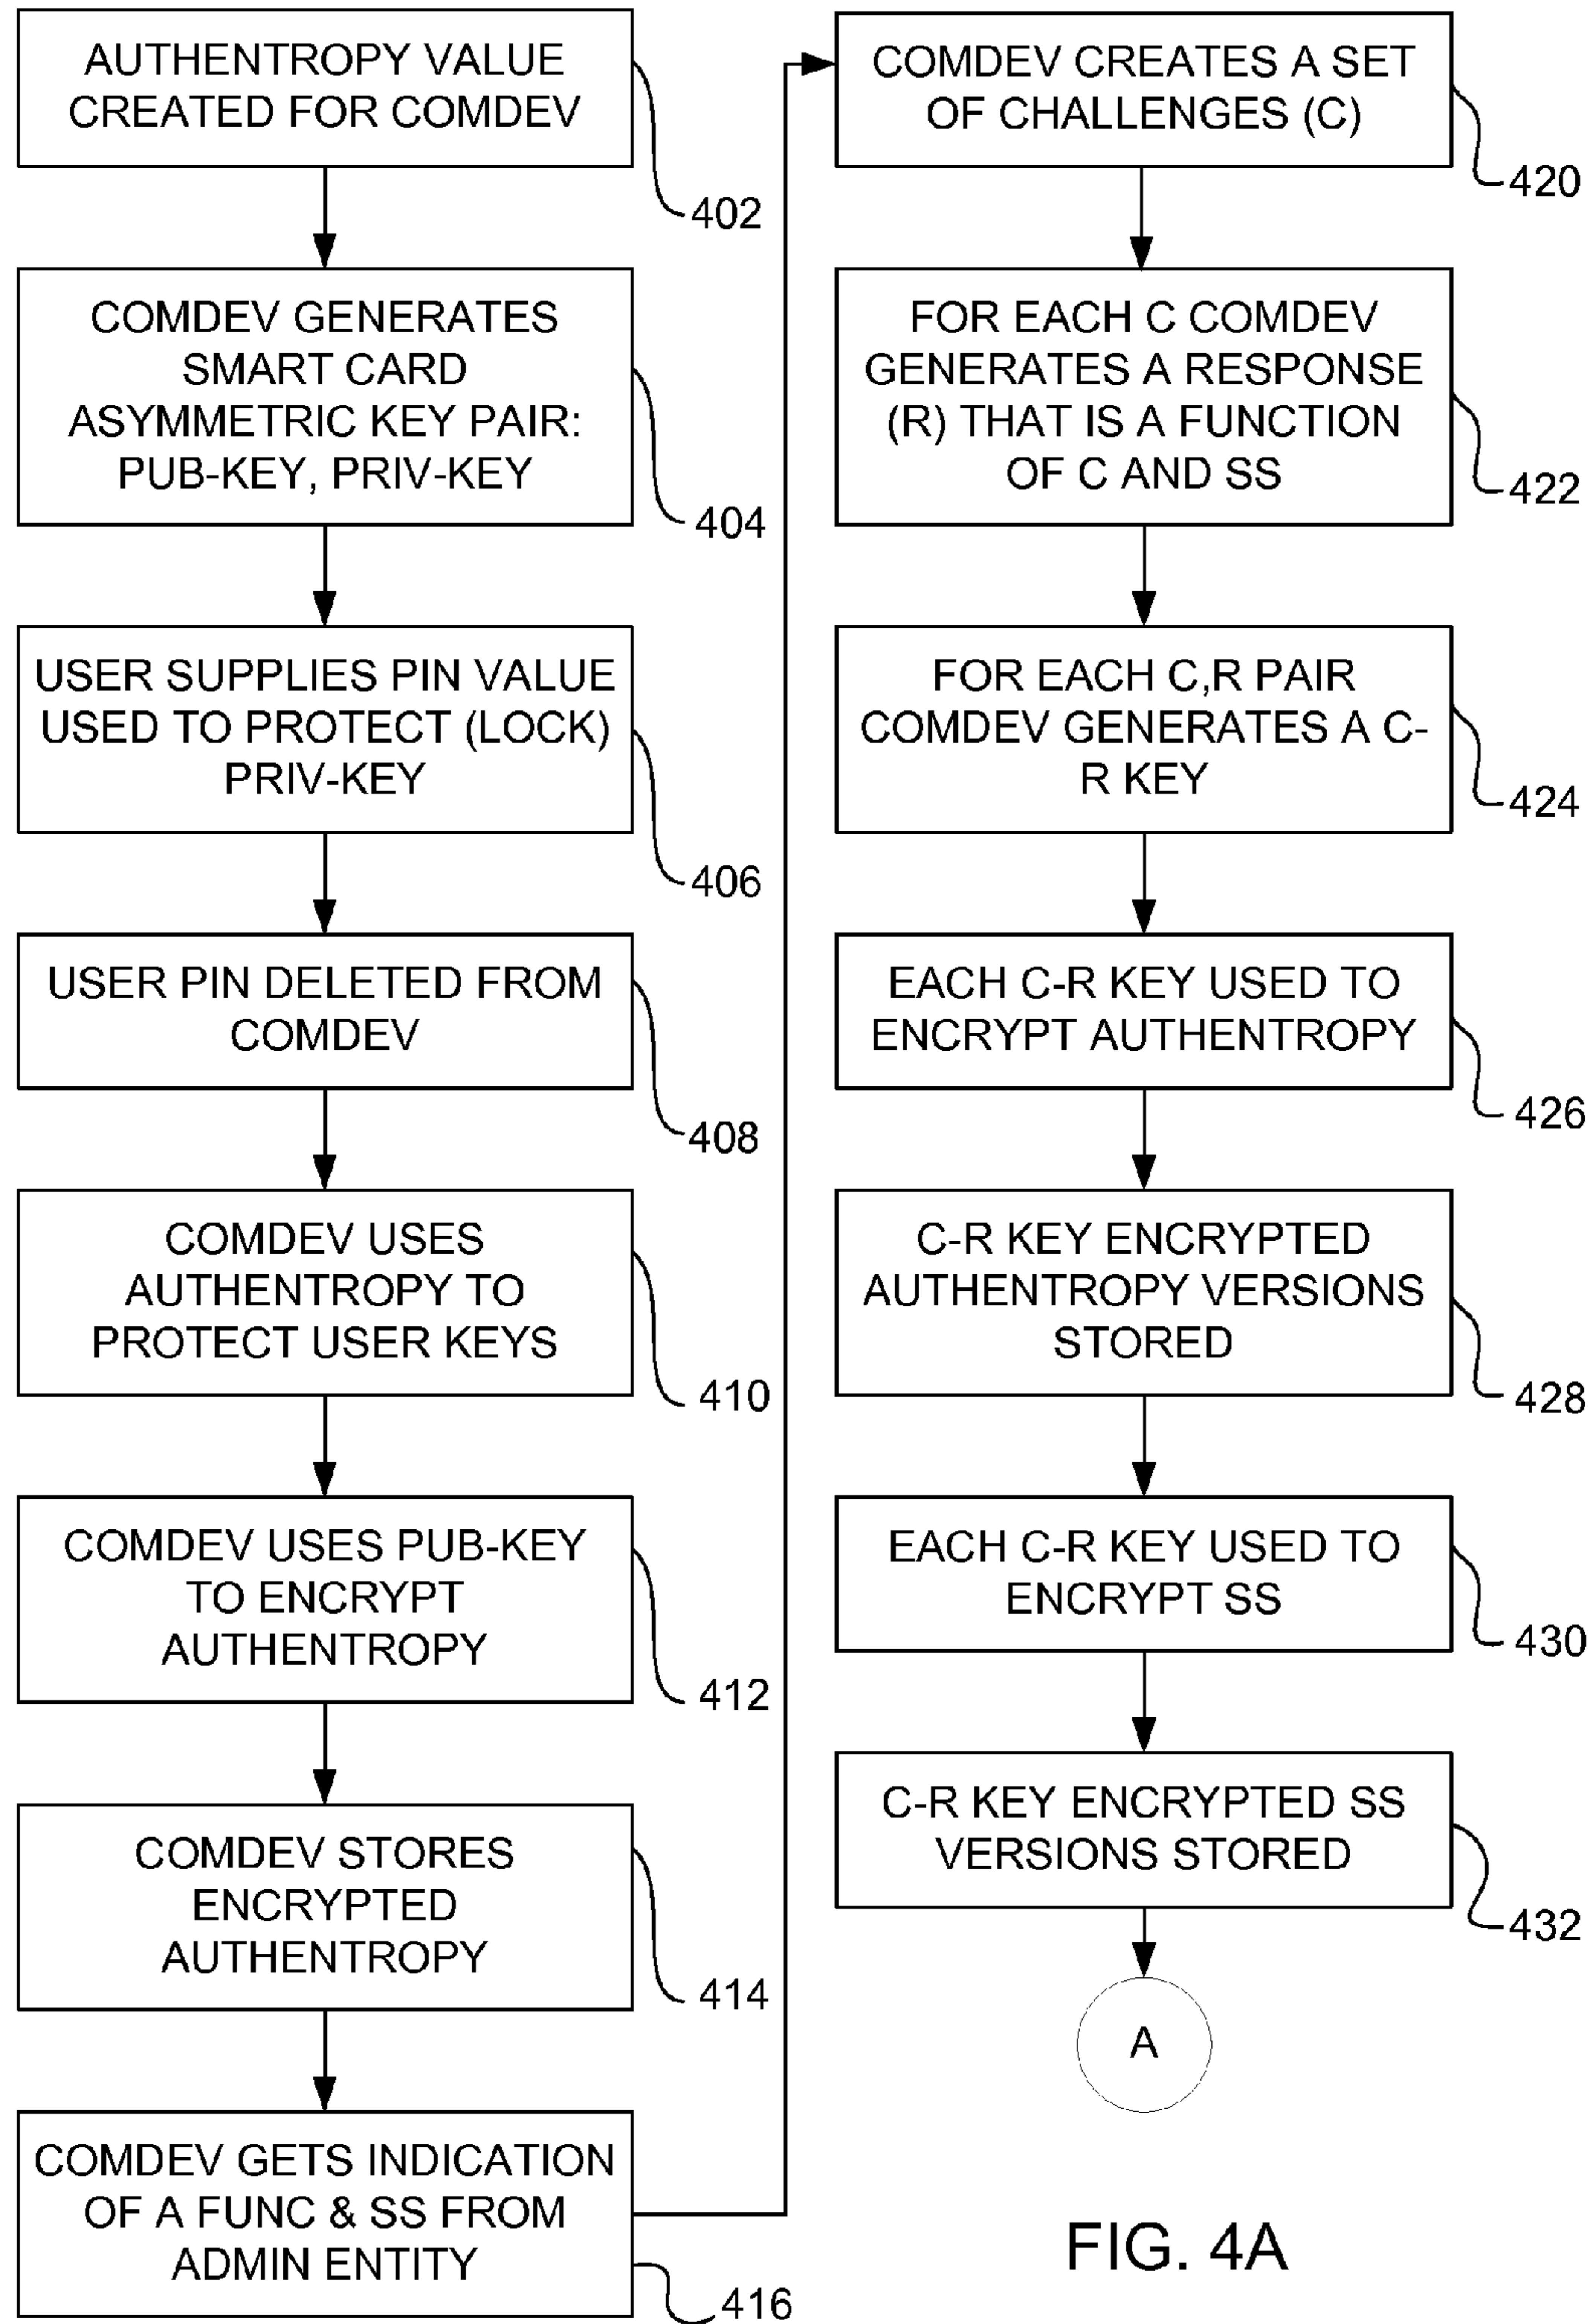 AUTHENTROPY VALUE
CREATED FOR COMDEV
402
COMDEV GENERATES
SMART CARD
ASYMMETRIC KEY PAIR:
PUB-KEY, PRIV-KEY
404
USER SUPPLIES PIN VALUE
USED TO PROTECT (LOCK)
PRIV-KEY
406
USER PIN DELETED FROM
COMDEV
408
COMDEV USES
AUTHENTROPY TO
PROTECT USER KEYS
410
COMDEV USES PUB-KEY
TO ENCRYPT
AUTHENTROPY
412
COMDEV STORES
ENCRYPTED
AUTHENTROPY
414
COMDEV GETS INDICATION
OF A FUNC & SS FROM
ADMIN ENTITY
416
COMDEV CREATES A SET
OF CHALLENGES (C)
420
FOR EACH C COMDEV
GENERATES A RESPONSE
(R) THAT IS A FUNCTION
OF C AND SS
422
FOR EACH C,R PAIR
COMDEV GENERATES A C-
R KEY
424
EACH C-R KEY USED TO
ENCRYPT AUTHENTROPY
426
C-R KEY ENCRYPTED
AUTHENTROPY VERSIONS
STORED
428
EACH C-R KEY USED TO
ENCRYPT SS
430
C-R KEY ENCRYPTED SS
VERSIONS STORED
432
A
FIG. 4A